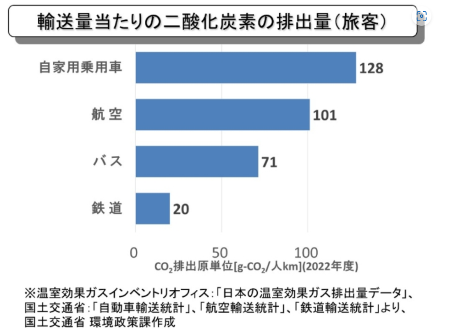 輸送量当たりの二酸化炭素の排出量（旅客）
自家用乗用車 128
航空 101
バス 71
鉄道 20
0 50 100
CO₂排出原単位[g-CO₂/人km](2022年度)
※温室効果ガスインベントリオフィス：「日本の温室効果ガス排出量データ」、
国土交通省：「自動車輸送統計」、「航空輸送統計」、「鉄道輸送統計」より、
国土交通省 環境政策課作成